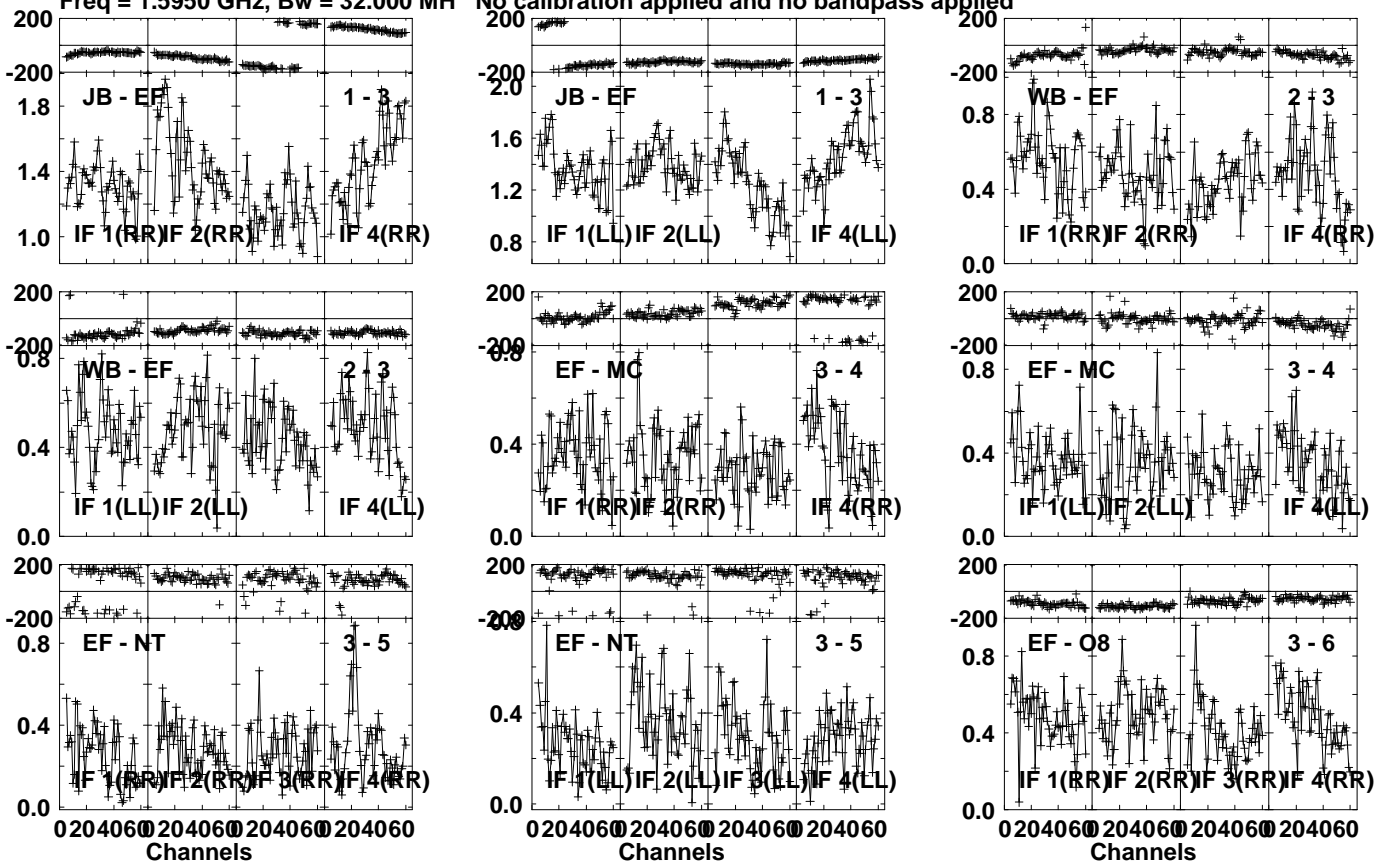 Freq = 1.5950 GHz, Bw = 32.000 MH No calibration applied and no bandpass applied
200
-200
JB - EF 1 - 3
1.8
1.4
1.0
IF 1(RR) IF 2(RR) IF 4(RR)
200
-200
JB - EF 1 - 3
2.0
1.6
1.2
0.8
IF 1(LL) IF 2(LL) IF 4(LL)
200
-200
WB - EF 2 - 3
0.8
0.4
0.0
IF 1(RR) IF 2(RR) IF 4(RR)
200
-200
WB - EF 2 - 3
0.8
0.4
0.0
IF 1(LL) IF 2(LL) IF 4(LL)
200
-200
EF - MC 3 - 4
0.8
0.4
0.0
IF 1(RR) IF 2(RR) IF 4(RR)
200
-200
EF - MC 3 - 4
0.8
0.4
0.0
IF 1(LL) IF 2(LL) IF 4(LL)
200
-200
EF - NT 3 - 5
0.8
0.4
0.0
IF 1(RR) IF 2(RR) IF 3(RR) IF 4(RR)
0 20 40 60 0 20 40 60 0 20 40 60 0 20 40 60
Channels
200
-200
EF - NT 3 - 5
0.8
0.4
0.0
IF 1(LL) IF 2(LL) IF 3(LL) IF 4(LL)
0 20 40 60 0 20 40 60 0 20 40 60 0 20 40 60
Channels
200
-200
EF - O8 3 - 6
0.8
0.4
0.0
IF 1(RR) IF 2(RR) IF 3(RR) IF 4(RR)
0 20 40 60 0 20 40 60 0 20 40 60 0 20 40 60
Channels